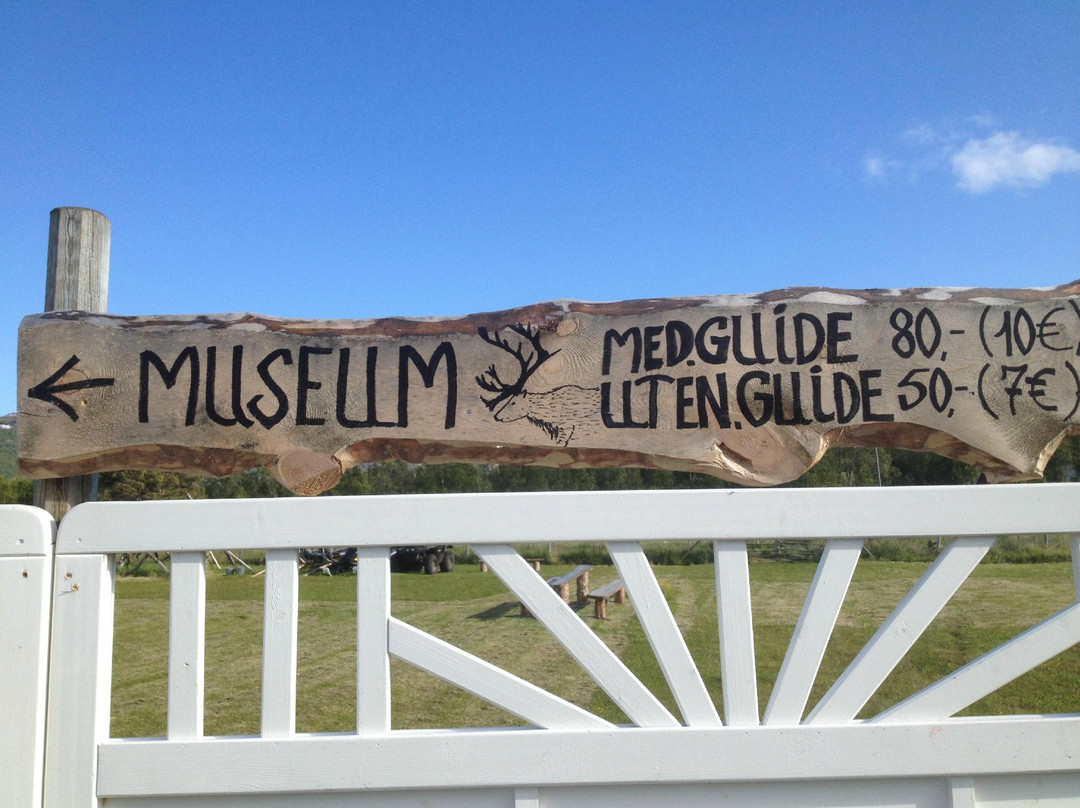 ← MUSEUM
MED.GUIDE 80,- (10€)
UTEN.GUIDE 50,- (7€)